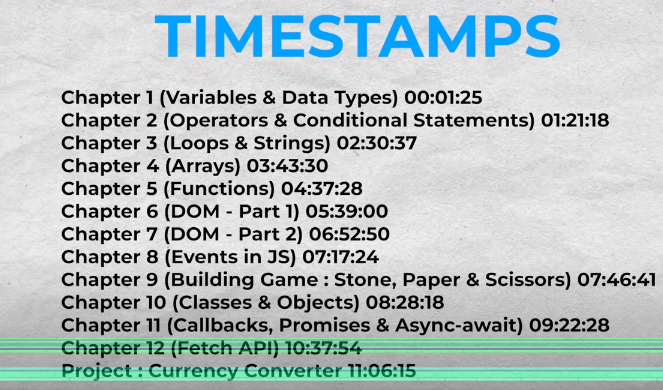 TIMESTAMPS
Chapter 1 (Variables & Data Types) 00:01:25
Chapter 2 (Operators & Conditional Statements) 01:21:18
Chapter 3 (Loops & Strings) 02:30:37
Chapter 4 (Arrays) 03:43:30
Chapter 5 (Functions) 04:37:28
Chapter 6 (DOM - Part 1) 05:39:00
Chapter 7 (DOM - Part 2) 06:52:50
Chapter 8 (Events in JS) 07:17:24
Chapter 9 (Building Game : Stone, Paper & Scissors) 07:46:41
Chapter 10 (Classes & Objects) 08:28:18
Chapter 11 (Callbacks, Promises & Async-await) 09:22:28
Chapter 12 (Fetch API) 10:37:54
Project : Currency Converter 11:06:15